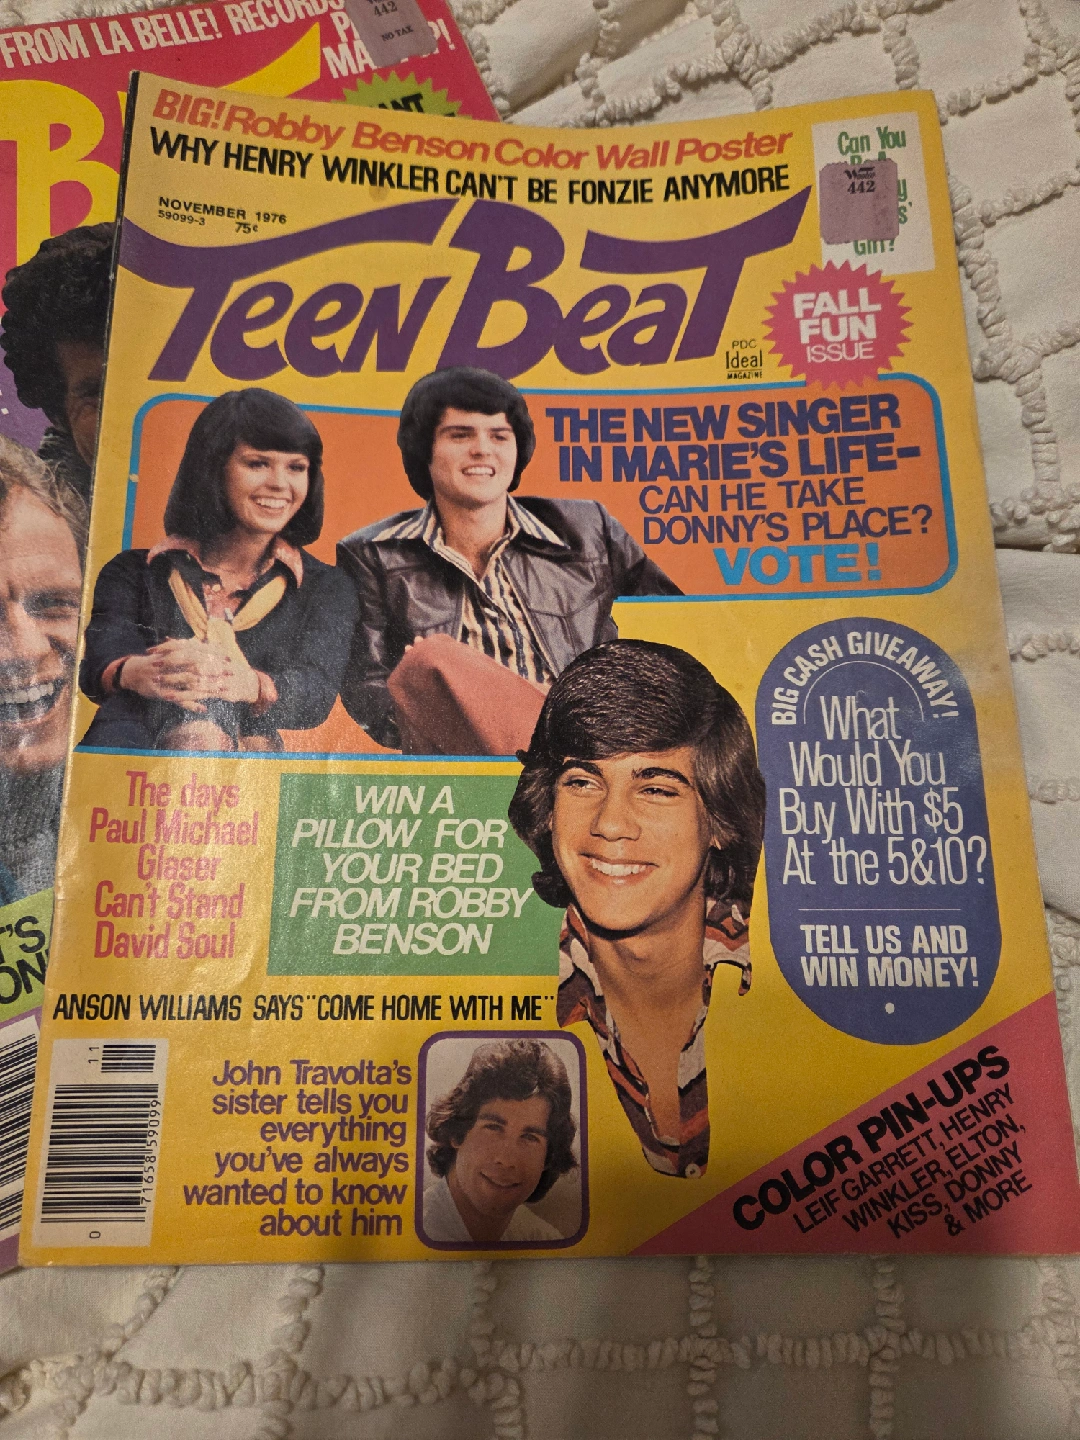 FROM LA BELLE! RECORDS
442
NO TAX
BIG! Robby Benson Color Wall Poster
WHY HENRY WINKLER CAN'T BE FONZIE ANYMORE
NOVEMBER 1976
59099-3 75¢
Can You
442
Girl?
TEEN BEAT
PDC
Ideal
MAGAZINE
FALL
FUN
ISSUE
THE NEW SINGER
IN MARIE'S LIFE-
CAN HE TAKE
DONNY'S PLACE?
VOTE!
BIG CASH GIVEAWAY!
What
Would You
Buy With $5
At the 5&10?
TELL US AND
WIN MONEY!
The days
Paul Michael
Glaser
Can't Stand
David Soul
WIN A
PILLOW FOR
YOUR BED
FROM ROBBY
BENSON
ANSON WILLIAMS SAYS "COME HOME WITH ME"
John Travolta's
sister tells you
everything
you've always
wanted to know
about him
COLOR PIN-UPS
LEIF GARRETT, HENRY
WINKLER, ELTON,
KISS, DONNY
& MORE
11
0
71658 59099